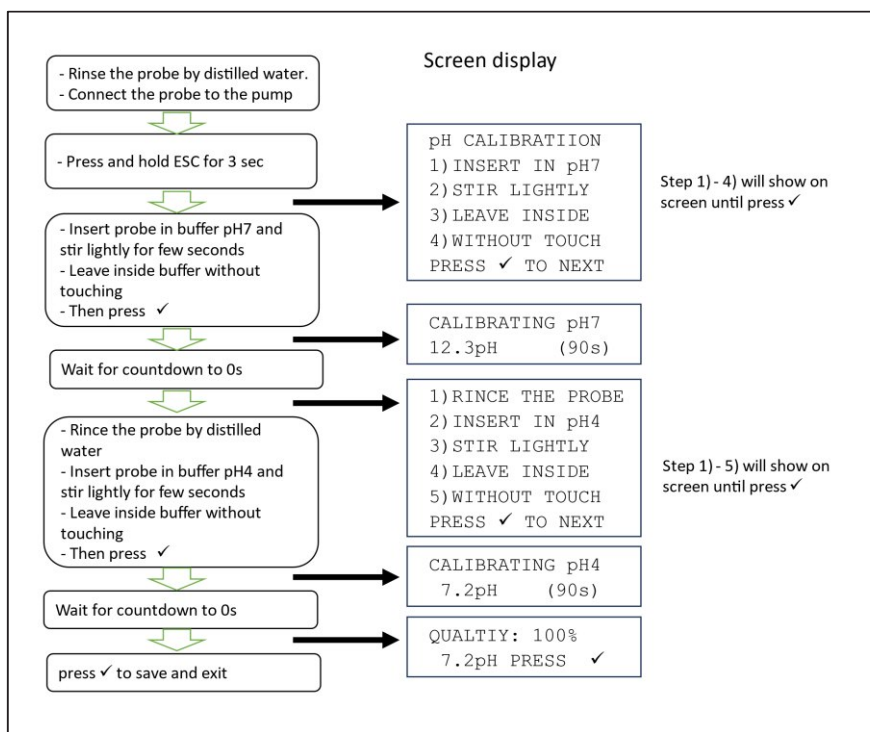 Screen display
- Rinse the probe by distilled water.
- Connect the probe to the pump
- Press and hold ESC for 3 sec
pH CALIBRATIION
1)INSERT IN pH7
2)STIR LIGHTLY
3)LEAVE INSIDE
4)WITHOUT TOUCH
PRESS ✓ TO NEXT
Step 1) - 4) will show on
screen until press ✓
- Insert probe in buffer pH7 and
stir lightly for few seconds
- Leave inside buffer without
touching
- Then press ✓
CALIBRATING pH7
12.3pH (90s)
Wait for countdown to 0s
1)RINCE THE PROBE
2)INSERT IN pH4
3)STIR LIGHTLY
4)LEAVE INSIDE
5)WITHOUT TOUCH
PRESS ✓ TO NEXT
Step 1) - 5) will show on
screen until press ✓
- Rince the probe by distilled
water
- Insert probe in buffer pH4 and
stir lightly for few seconds
- Leave inside buffer without
touching
- Then press ✓
CALIBRATING pH4
7.2pH (90s)
Wait for countdown to 0s
QUALTIY: 100%
7.2pH PRESS ✓
press ✓ to save and exit